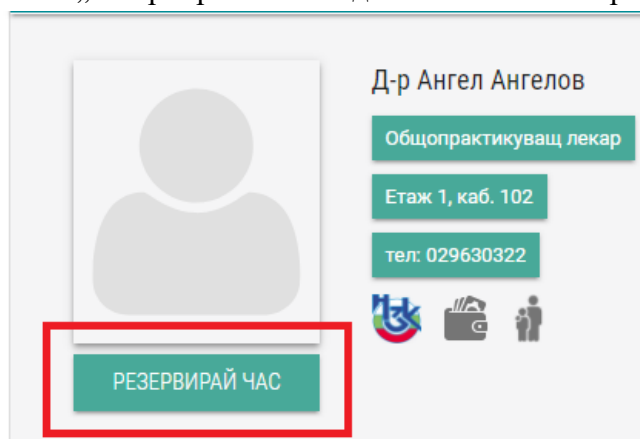 Д-р Ангел Ангелов
Общопрактикуващ лекар
Етаж 1, каб. 102
тел: 029630322
РЕЗЕРВИРАЙ ЧАС